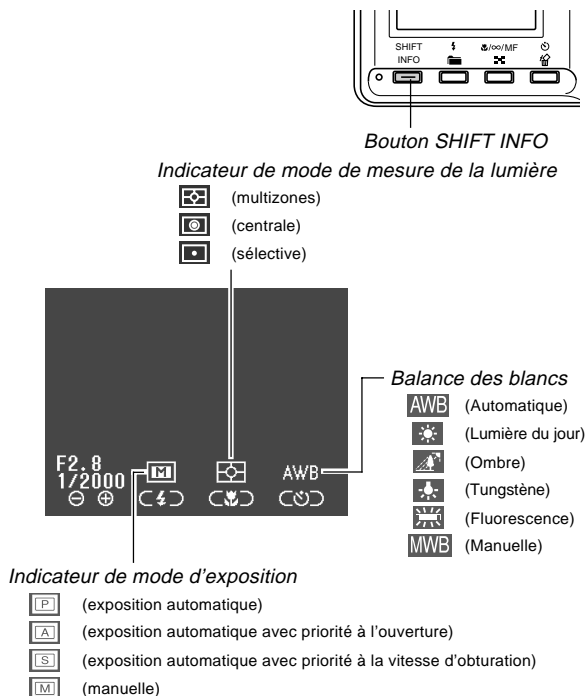 SHIFT
INFO
/∞/MF
Bouton SHIFT INFO
Indicateur de mode de mesure de la lumière
(multizones)
(centrale)
(sélective)
Balance des blancs
AWB (Automatique)
(Lumière du jour)
(Ombre)
(Tungstène)
(Fluorescence)
MWB (Manuelle)
F2.8
1/2000
M
AWB
Indicateur de mode d’exposition
P (exposition automatique)
A (exposition automatique avec priorité à l’ouverture)
S (exposition automatique avec priorité à la vitesse d’obturation)
M (manuelle)